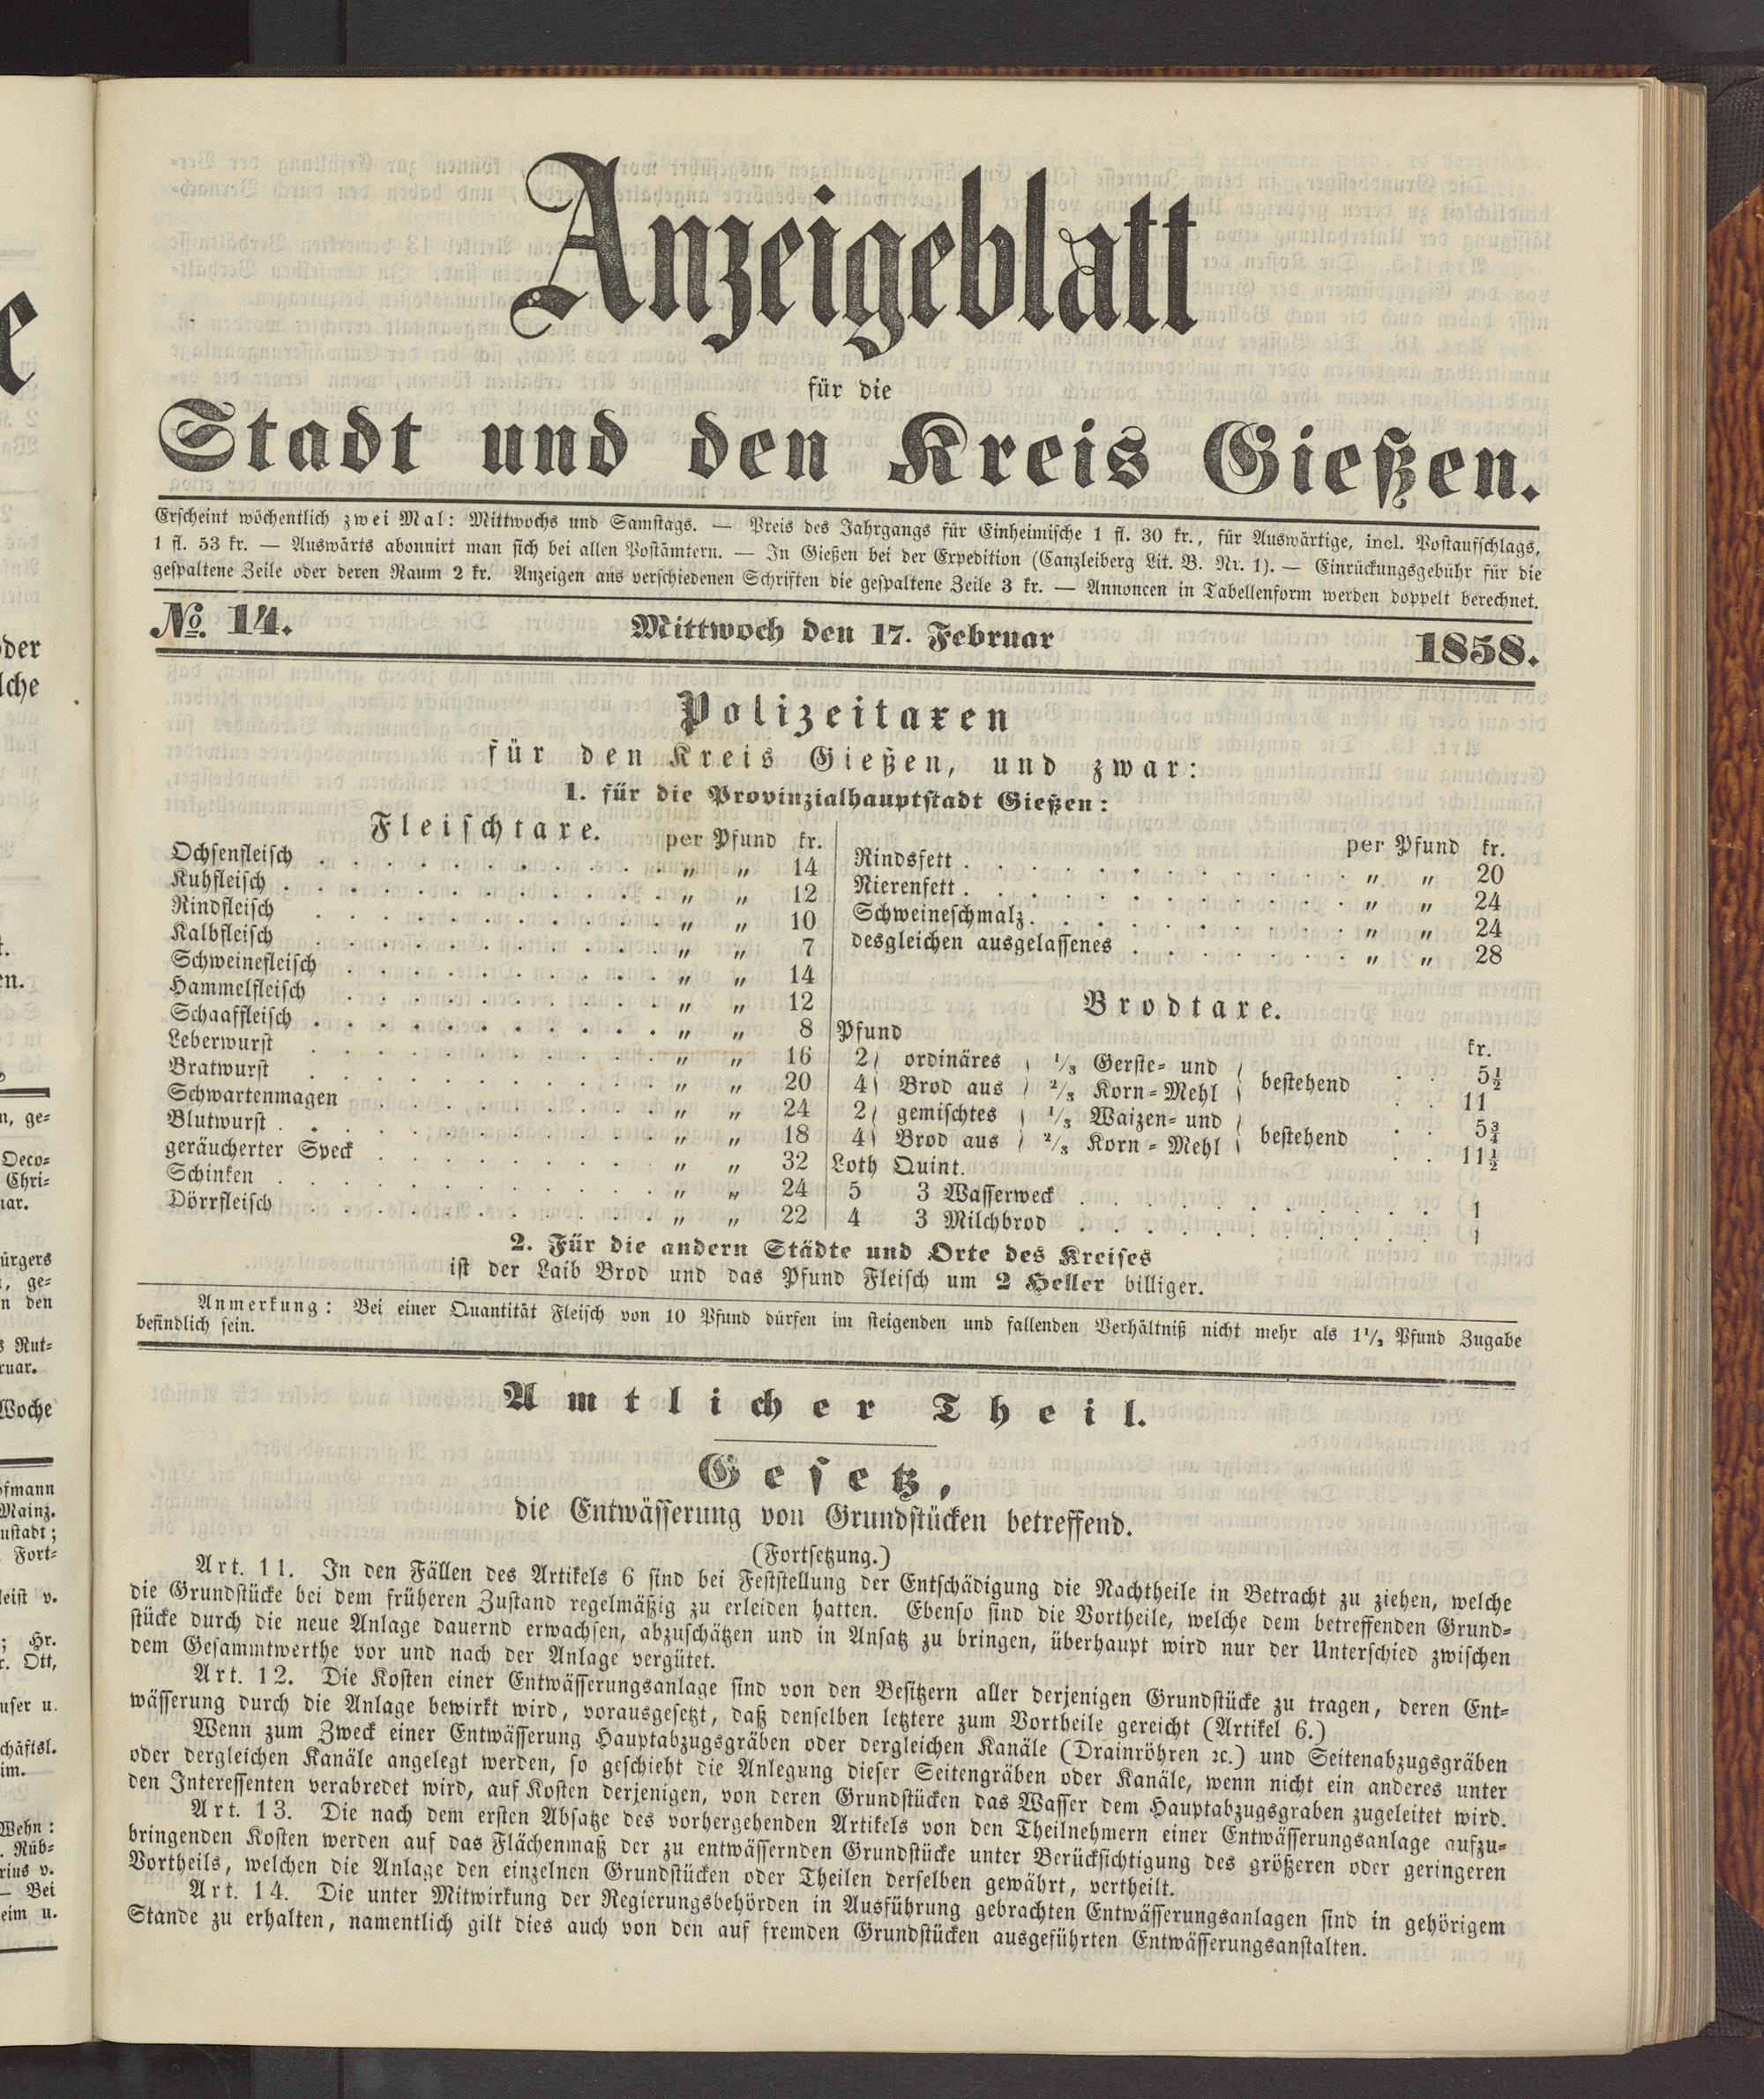 Anzeigeblatt
für die
Stadt und den Kreis Gießen.
Erscheint wöchentlich zwei Mal: Mittwochs und Samstags. — Preis des Jahrgangs für Einheimische 1 fl. 30 kr., für Auswärtige, incl. Postaufschlags,
1 fl. 53 kr. — Auswärts abonnirt man sich bei allen Postämtern. — In Gießen bei der Expedition (Canzleiberg Lit. B. Nr. 1). — Einrückungsgebühr für die
gespaltene Zeile oder deren Raum 2 kr. Anzeigen aus verschiedenen Schriften die gespaltene Zeile 3 kr. — Annoncen in Tabellenform werden doppelt berechnet.
No. 14. Mittwoch den 17. Februar 1858.
Polizeitaxen
für den Kreis Gießen, und zwar:
1. für die Provinzialhauptstadt Gießen:
Fleischtaxe. per Pfund kr.
Ochsenfleisch . . . . . . . . . . . . „ „ 14
Kuhfleisch . . . . . . . . . . . . „ „ 12
Rindfleisch . . . . . . . . . . . . „ „ 10
Kalbfleisch . . . . . . . . . . . . „ „ 7
Schweinefleisch . . . . . . . . . . . „ „ 14
Hammelfleisch . . . . . . . . . . . „ „ 12
Schaaffleisch . . . . . . . . . . . . „ „ 8
Leberwurst . . . . . . . . . . . . „ „ 16
Bratwurst . . . . . . . . . . . . „ „ 20
Schwartenmagen . . . . . . . . . . „ „ 24
Blutwurst . . . . . . . . . . . . „ „ 18
geräucherter Speck . . . . . . . . . „ „ 32
Schinken . . . . . . . . . . . . „ „ 24
Dörrfleisch . . . . . . . . . . . . „ „ 22
per Pfund kr.
Rindsfett . . . . . . . . . . . . „ „ 20
Nierenfett . . . . . . . . . . . . „ „ 24
Schweineschmalz . . . . . . . . . . „ „ 24
desgleichen ausgelassenes . . . . . . . „ „ 28
Brodtaxe.
Pfund kr.
2 ordinäres 1/3 Gerste- und bestehend . . 5½
4 Brod aus 2/3 Korn-Mehl . . 11
2 gemischtes 1/3 Waizen- und bestehend . . 5¾
4 Brod aus 2/3 Korn-Mehl . . 11½
Loth Quint.
5 3 Wasserweck . . . . . . . . . . . 1
4 3 Milchbrod . . . . . . . . . . . 1
2. Für die andern Städte und Orte des Kreises
ist der Laib Brod und das Pfund Fleisch um 2 Heller billiger.
Anmerkung: Bei einer Quantität Fleisch von 10 Pfund dürfen im steigenden und fallenden Verhältniß nicht mehr als 1½ Pfund Zugabe
befindlich sein.
Amtlicher Theil.
Gesetz,
die Entwässerung von Grundstücken betreffend.
(Fortsetzung.)
Art. 11. In den Fällen des Artikels 6 sind bei Feststellung der Entschädigung die Nachtheile in Betracht zu ziehen, welche
die Grundstücke bei dem früheren Zustand regelmäßig zu erleiden hatten. Ebenso sind die Vortheile, welche dem betreffenden Grund-
stücke durch die neue Anlage dauernd erwachsen, abzuschätzen und in Ansatz zu bringen, überhaupt wird nur der Unterschied zwischen
dem Gesammtwerthe vor und nach der Anlage vergütet.
Art. 12. Die Kosten einer Entwässerungsanlage sind von den Besitzern aller derjenigen Grundstücke zu tragen, deren Ent-
wässerung durch die Anlage bewirkt wird, vorausgesetzt, daß denselben letztere zum Vortheile gereicht (Artikel 6.)
Wenn zum Zweck einer Entwässerung Hauptabzugsgräben oder dergleichen Kanäle (Drainröhren ꝛc.) und Seitenabzugsgräben
oder dergleichen Kanäle angelegt werden, so geschieht die Anlegung dieser Seitengräben oder Kanäle, wenn nicht ein anderes unter
den Interessenten verabredet wird, auf Kosten derjenigen, von deren Grundstücken das Wasser dem Hauptabzugsgraben zugeleitet wird.
Art. 13. Die nach dem ersten Absatze des vorhergehenden Artikels von den Theilnehmern einer Entwässerungsanlage aufzu-
bringenden Kosten werden auf das Flächenmaß der zu entwässernden Grundstücke unter Berücksichtigung des größeren oder geringeren
Vortheils, welchen die Anlage den einzelnen Grundstücken oder Theilen derselben gewährt, vertheilt.
Art. 14. Die unter Mitwirkung der Regierungsbehörden in Ausführung gebrachten Entwässerungsanlagen sind in gehörigem
Stande zu erhalten, namentlich gilt dies auch von den auf fremden Grundstücken ausgeführten Entwässerungsanstalten.